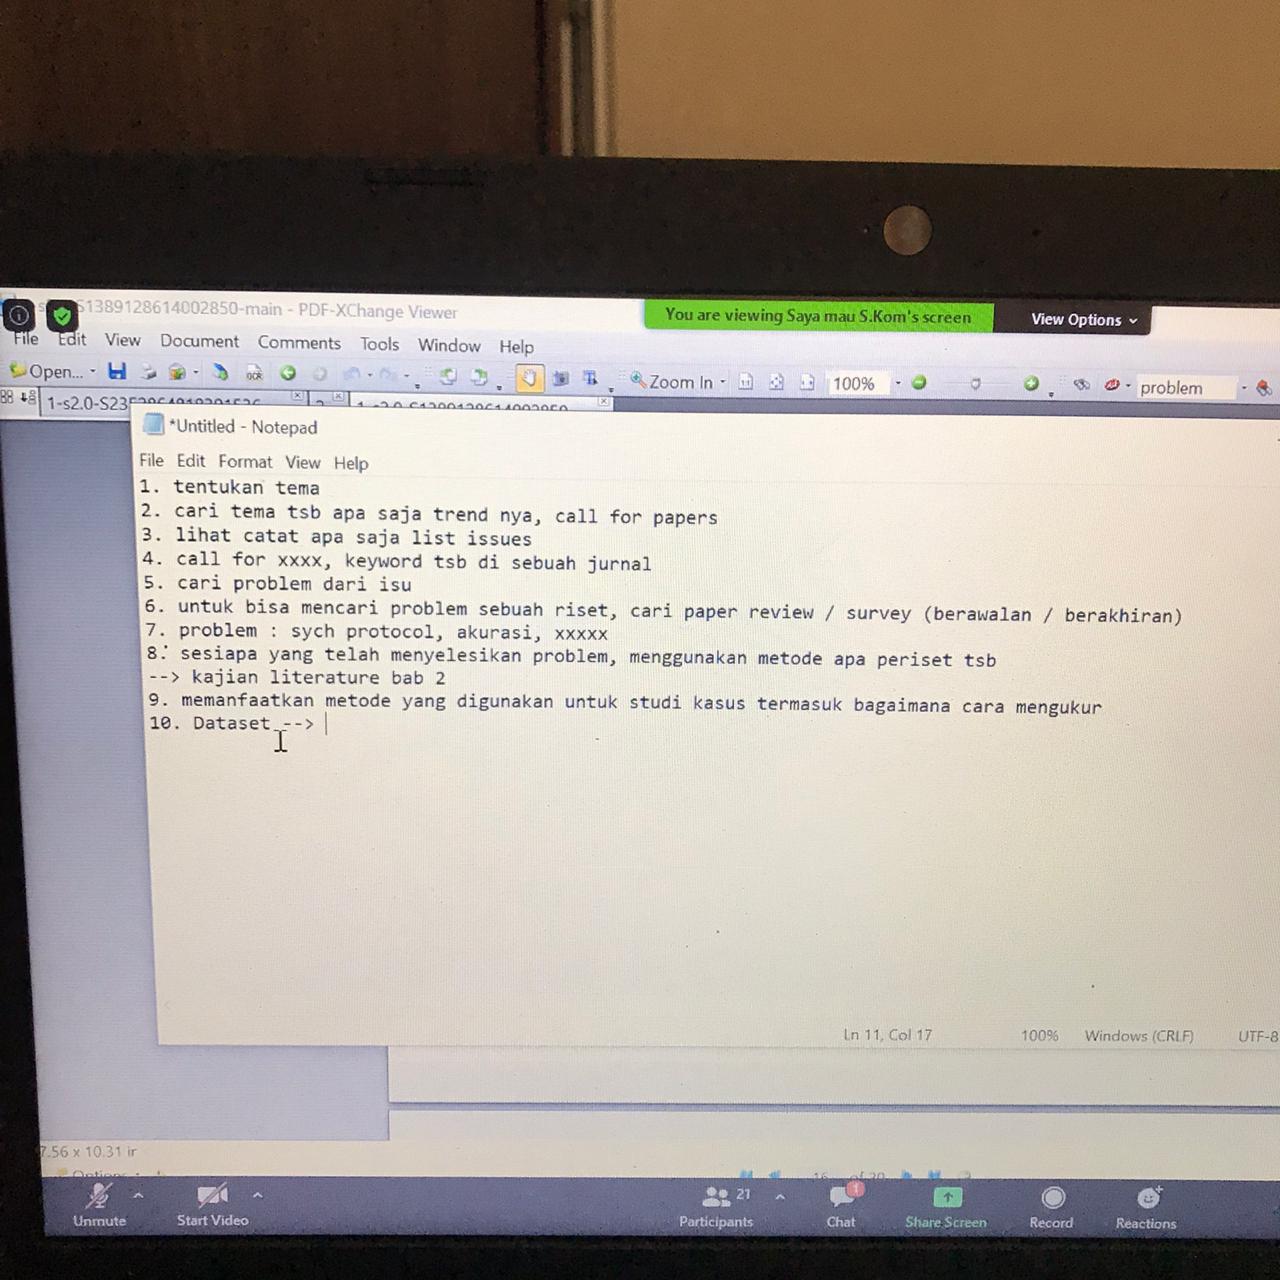 S1389128614002850-main - PDF-XChange Viewer
You are viewing Saya mau S.Kom's screen
View Options
File Edit View Document Comments Tools Window Help
Open...
OCR
Zoom In
100%
problem
*Untitled - Notepad
File Edit Format View Help
1. tentukan tema
2. cari tema tsb apa saja trend nya, call for papers
3. lihat catat apa saja list issues
4. call for xxxx, keyword tsb di sebuah jurnal
5. cari problem dari isu
6. untuk bisa mencari problem sebuah riset, cari paper review / survey (berawalan / berakhiran)
7. problem : sych protocol, akurasi, xxxxx
8. sesiapa yang telah menyelesikan problem, menggunakan metode apa periset tsb
--> kajian literature bab 2
9. memanfaatkan metode yang digunakan untuk studi kasus termasuk bagaimana cara mengukur
10. Dataset -->
Ln 11, Col 17
100%
Windows (CRLF)
UTF-8
7.56 x 10.31 ir
Unmute
Start Video
21
Participants
1
Chat
Share Screen
Record
Reactions